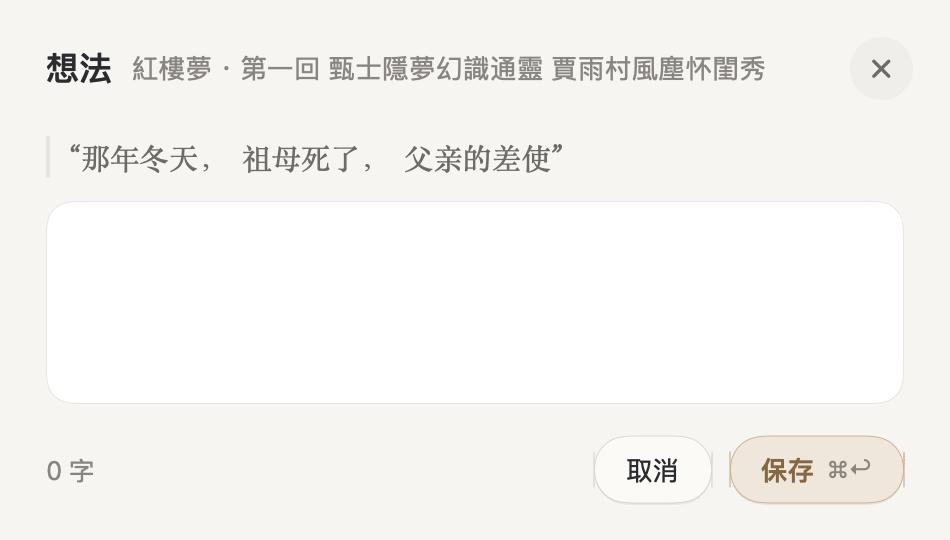 想法 紅樓夢 · 第一回 甄士隱夢幻識通靈 賈雨村風塵怀閨秀
“那年冬天， 祖母死了， 父亲的差使”
0 字
取消 保存 ⌘↩